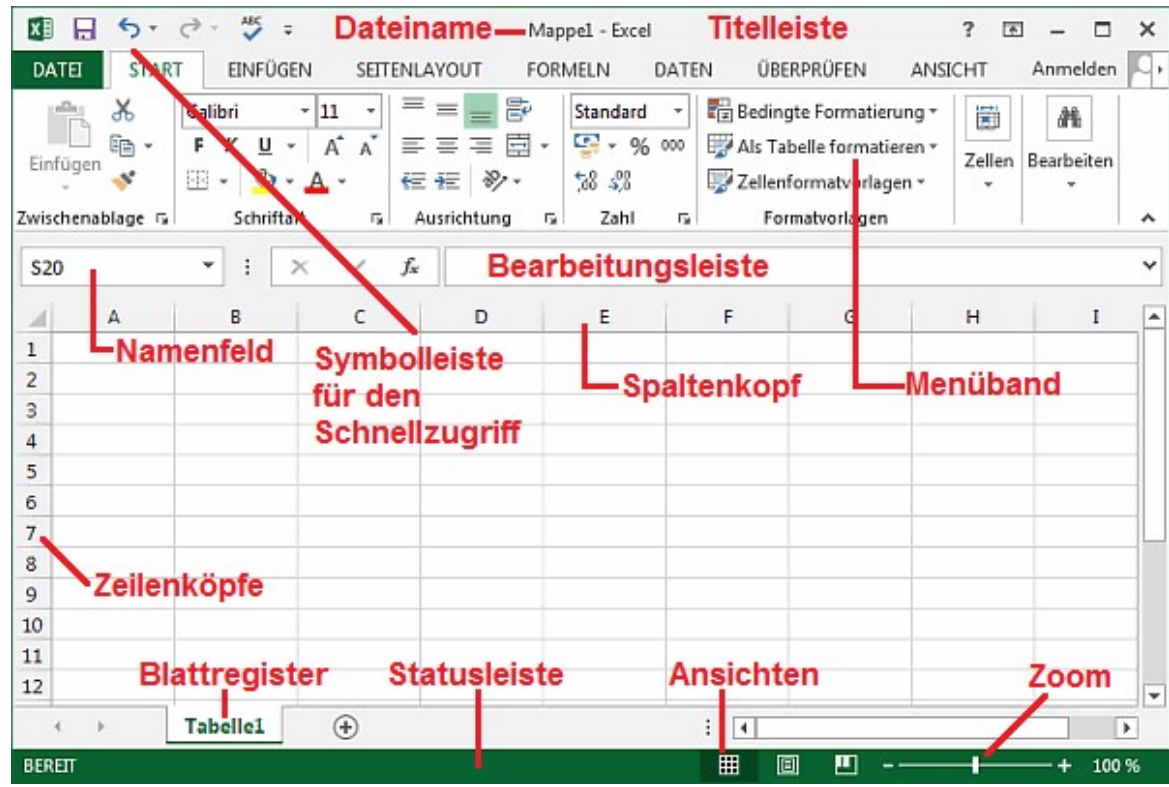 ABC Dateiname Mappe1 - Excel Titelleiste ?
DATEI START EINFÜGEN SEITENLAYOUT FORMELN DATEN ÜBERPRÜFEN ANSICHT Anmelden
Calibri 11 Standard Bedingte Formatierung
Einfügen F K U A A % 000 Als Tabelle formatieren Zellen Bearbeiten
A ,00 ,0 Zellenformatvorlagen
Zwischenablage Schriftart Ausrichtung Zahl Formatvorlagen
S20 fx Bearbeitungsleiste
A B C D E F G H I
1 Namenfeld Symbolleiste
2 für den Spaltenkopf Menüband
3 Schnellzugriff
4
5
6
7
8
9 Zeilenköpfe
10
11
12 Blattregister Statusleiste Ansichten Zoom
Tabelle1
BEREIT 100 %